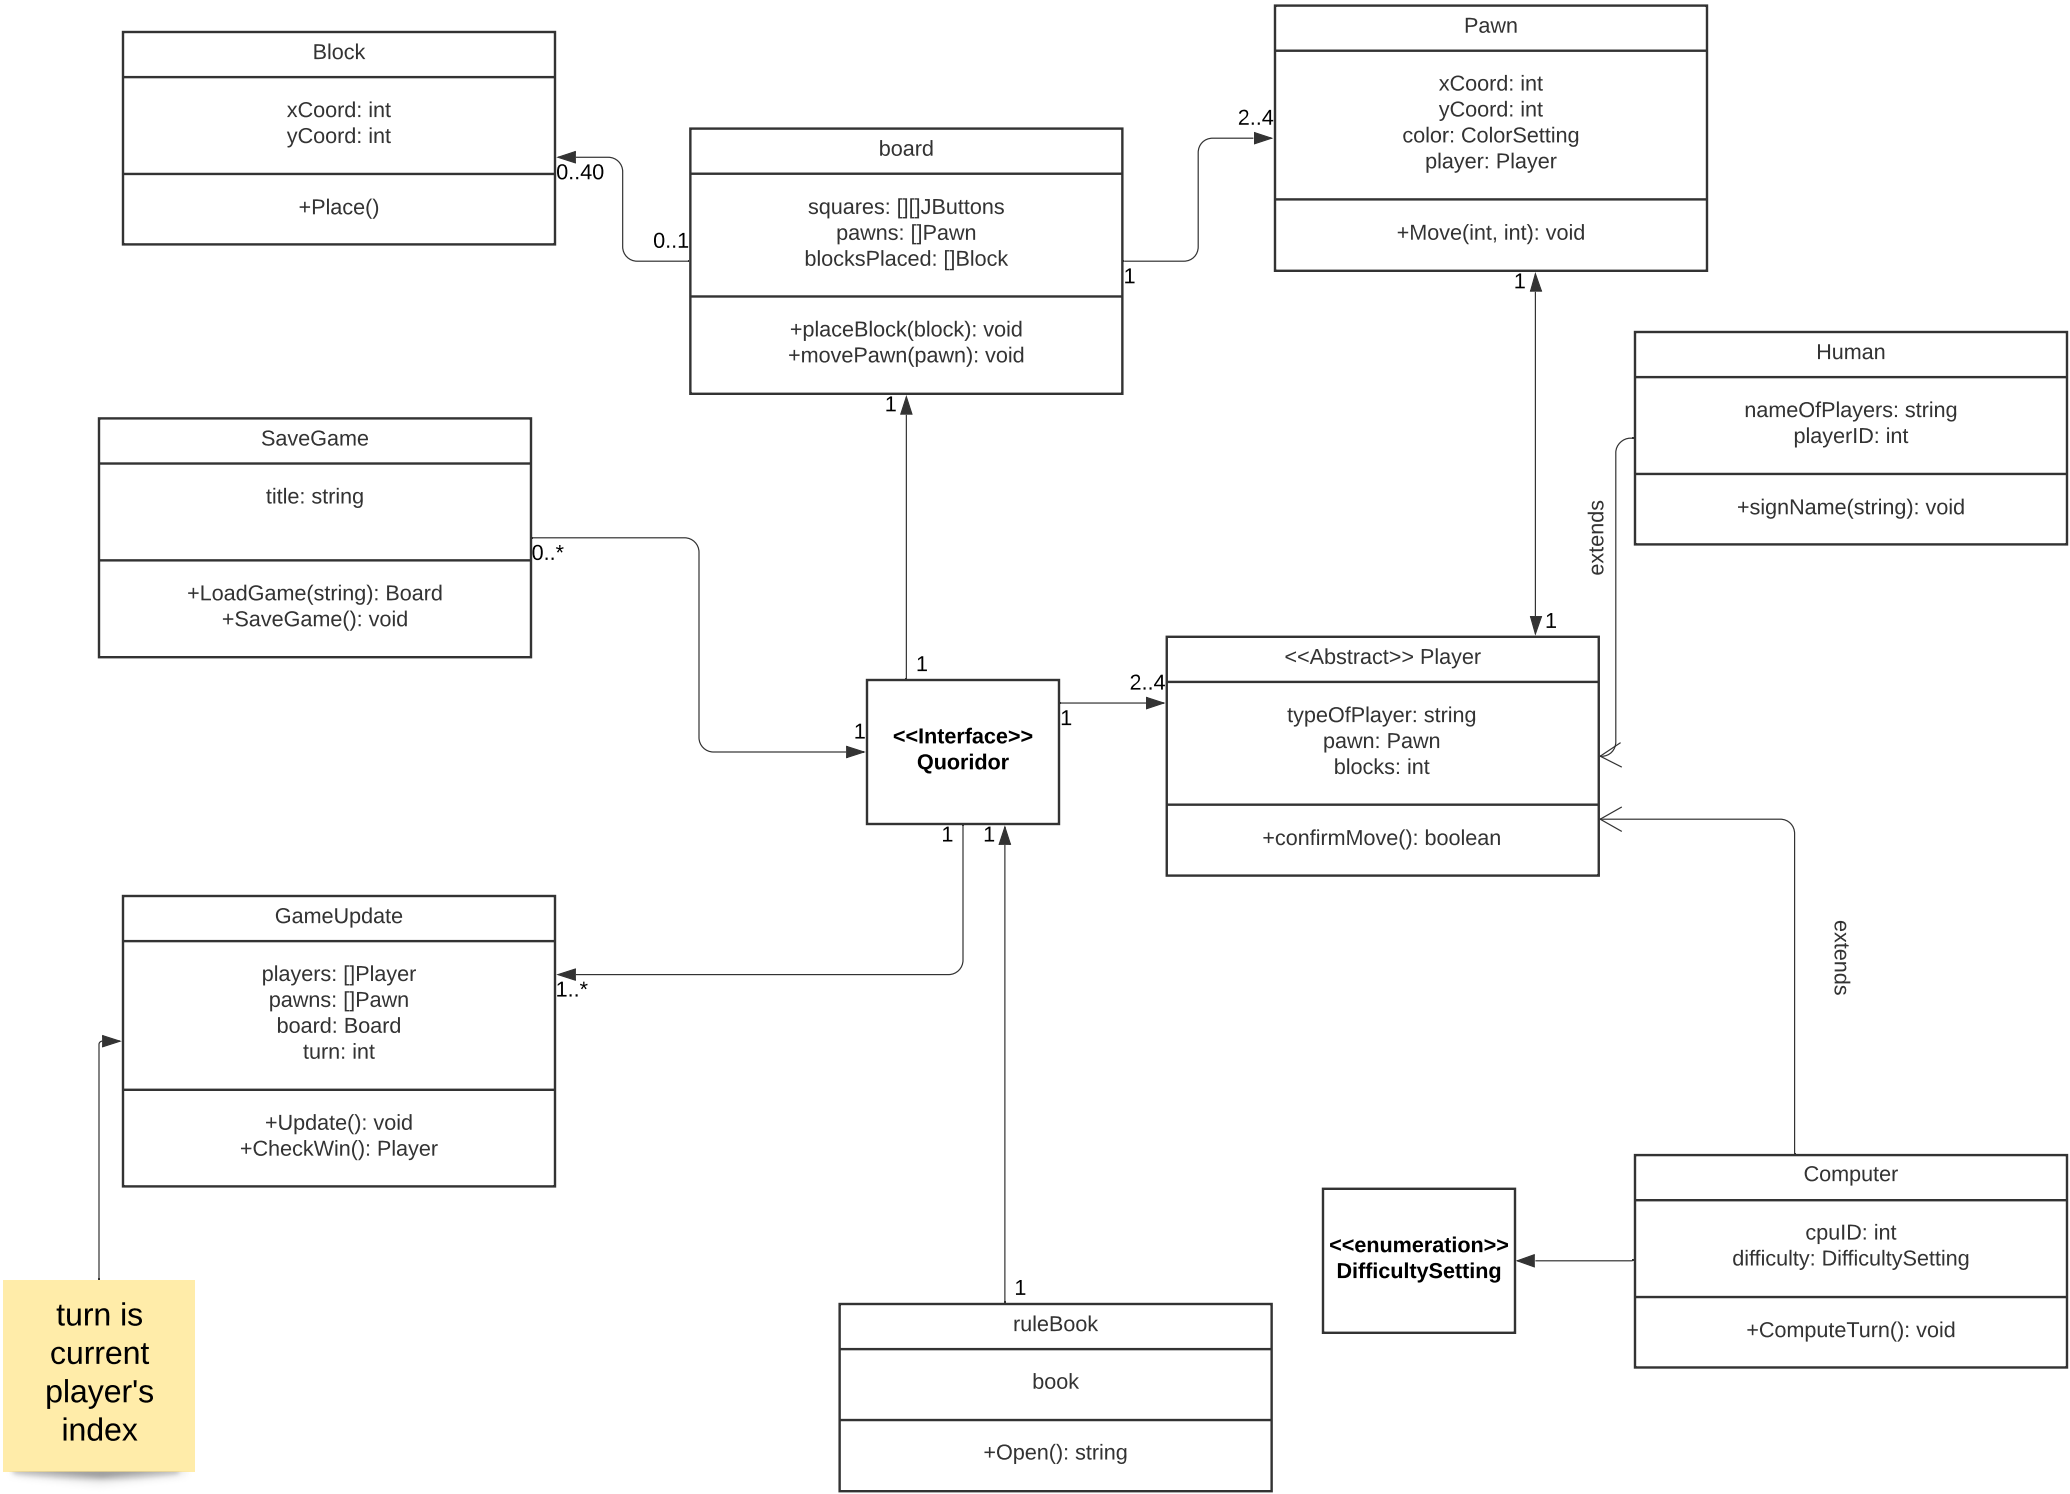 Block
xCoord: int
yCoord: int
+Place()
0..40
0..1
board
squares: [][]JButtons
pawns: []Pawn
blocksPlaced: []Block
+placeBlock(block): void
+movePawn(pawn): void
1
1
2..4
Pawn
xCoord: int
yCoord: int
color: ColorSetting
player: Player
+Move(int, int): void
1
1
Human
nameOfPlayers: string
playerID: int
+signName(string): void
extends
SaveGame
title: string
+LoadGame(string): Board
+SaveGame(): void
0..*
1
1
<<Interface>>
Quoridor
1
2..4
<<Abstract>> Player
typeOfPlayer: string
pawn: Pawn
blocks: int
+confirmMove(): boolean
1
1
extends
GameUpdate
players: []Player
pawns: []Pawn
board: Board
turn: int
+Update(): void
+CheckWin(): Player
1..*
turn is
current
player's
index
1
ruleBook
book
+Open(): string
<<enumeration>>
DifficultySetting
Computer
cpuID: int
difficulty: DifficultySetting
+ComputeTurn(): void